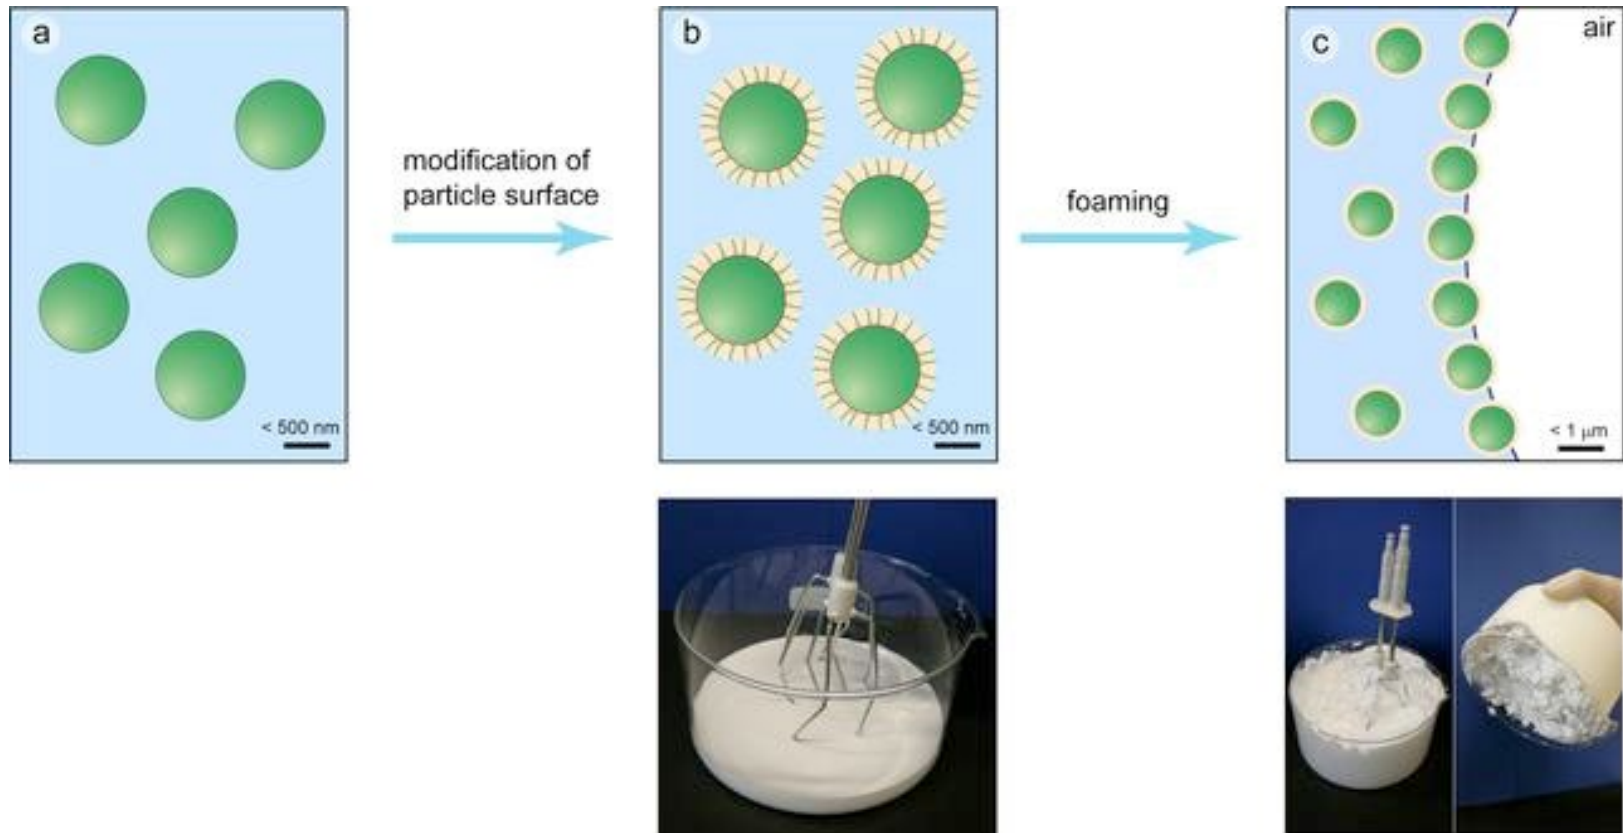 a
b
c
air
modification of
particle surface
foaming
< 500 nm
< 500 nm
< 1 μm